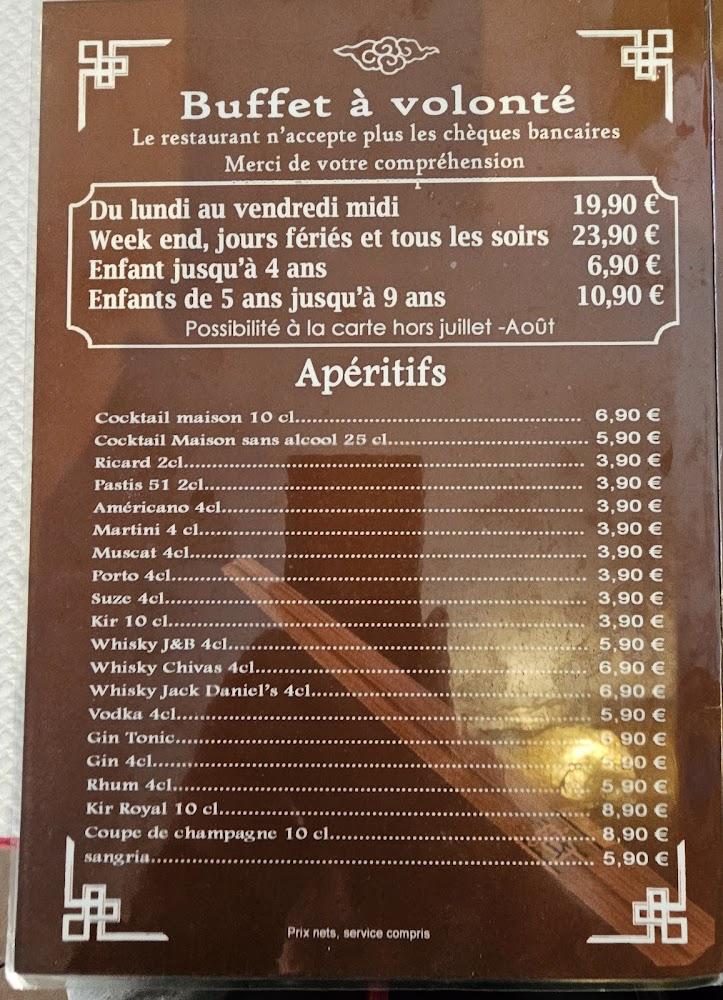 Buffet à volonté
Le restaurant n'accepte plus les chèques bancaires
Merci de votre compréhension
Du lundi au vendredi midi 19,90 €
Week end, jours fériés et tous les soirs 23,90 €
Enfant jusqu'à 4 ans 6,90 €
Enfants de 5 ans jusqu'à 9 ans 10,90 €
Possibilité à la carte hors juillet -Août
Apéritifs
Cocktail maison 10 cl........ 6,90 €
Cocktail Maison sans alcool 25 cl........ 5,90 €
Ricard 2cl........ 3,90 €
Pastis 51 2cl........ 3,90 €
Américano 4cl........ 3,90 €
Martini 4 cl........ 3,90 €
Muscat 4cl........ 3,90 €
Porto 4cl........ 3,90 €
Suze 4cl........ 3,90 €
Kir 10 cl........ 3,90 €
Whisky J&B 4cl........ 5,90 €
Whisky Chivas 4cl........ 6,90 €
Whisky Jack Daniel's 4cl........ 6,90 €
Vodka 4cl........ 5,90 €
Gin Tonic........ 6,90 €
Gin 4cl........ 5,90 €
Rhum 4cl........ 5,90 €
Kir Royal 10 cl........ 8,90 €
Coupe de champagne 10 cl........ 8,90 €
sangria........ 5,90 €
Prix nets, service compris